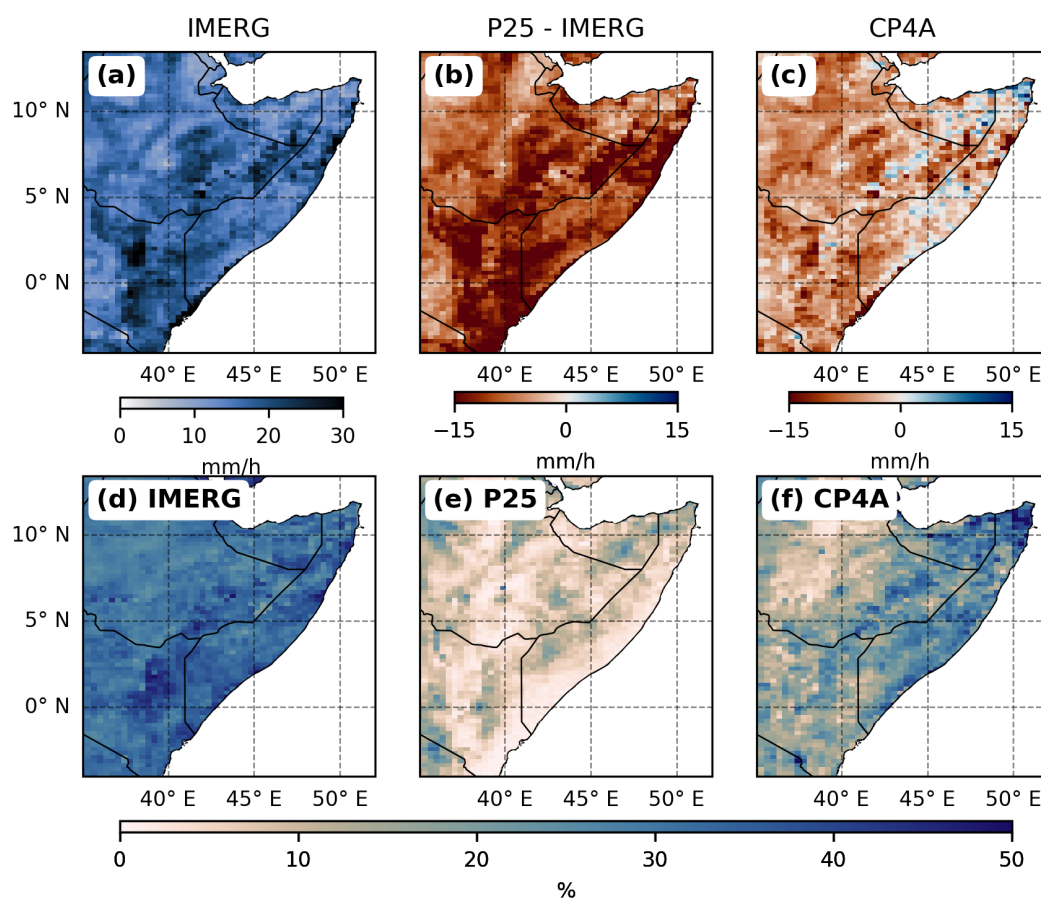 IMERG
P25 - IMERG
CP4A
(a)
(b)
(c)
10° N
5° N
0° N
40° E 45° E 50° E
40° E 45° E 50° E
40° E 45° E 50° E
0 10 20 30
−15 0 15
−15 0 15
mm/h
mm/h
mm/h
(d) IMERG
(e) P25
(f) CP4A
10° N
5° N
0° N
40° E 45° E 50° E
40° E 45° E 50° E
40° E 45° E 50° E
0 10 20 30 40 50
%